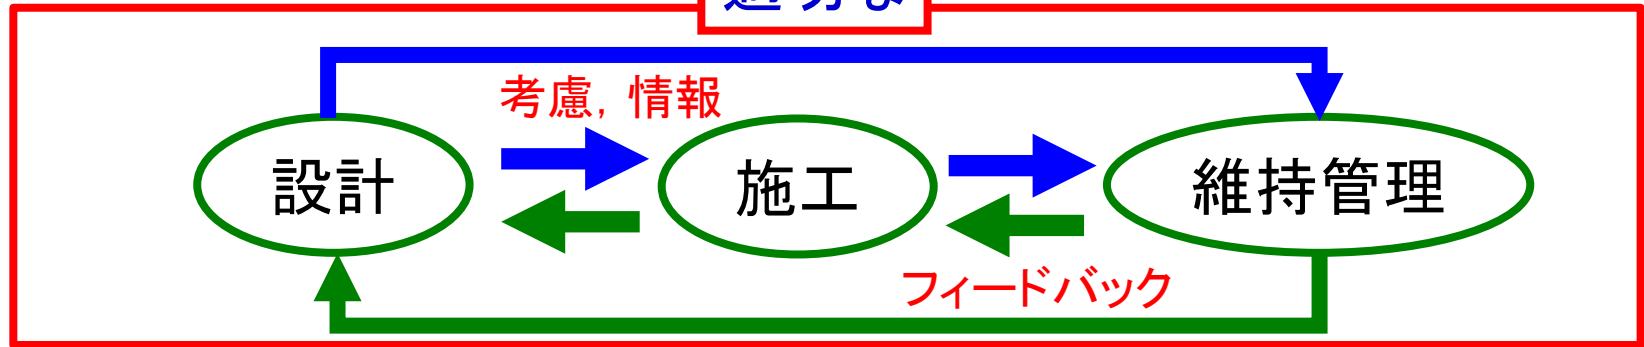 考慮，情報
設計
施工
維持管理
フィードバック